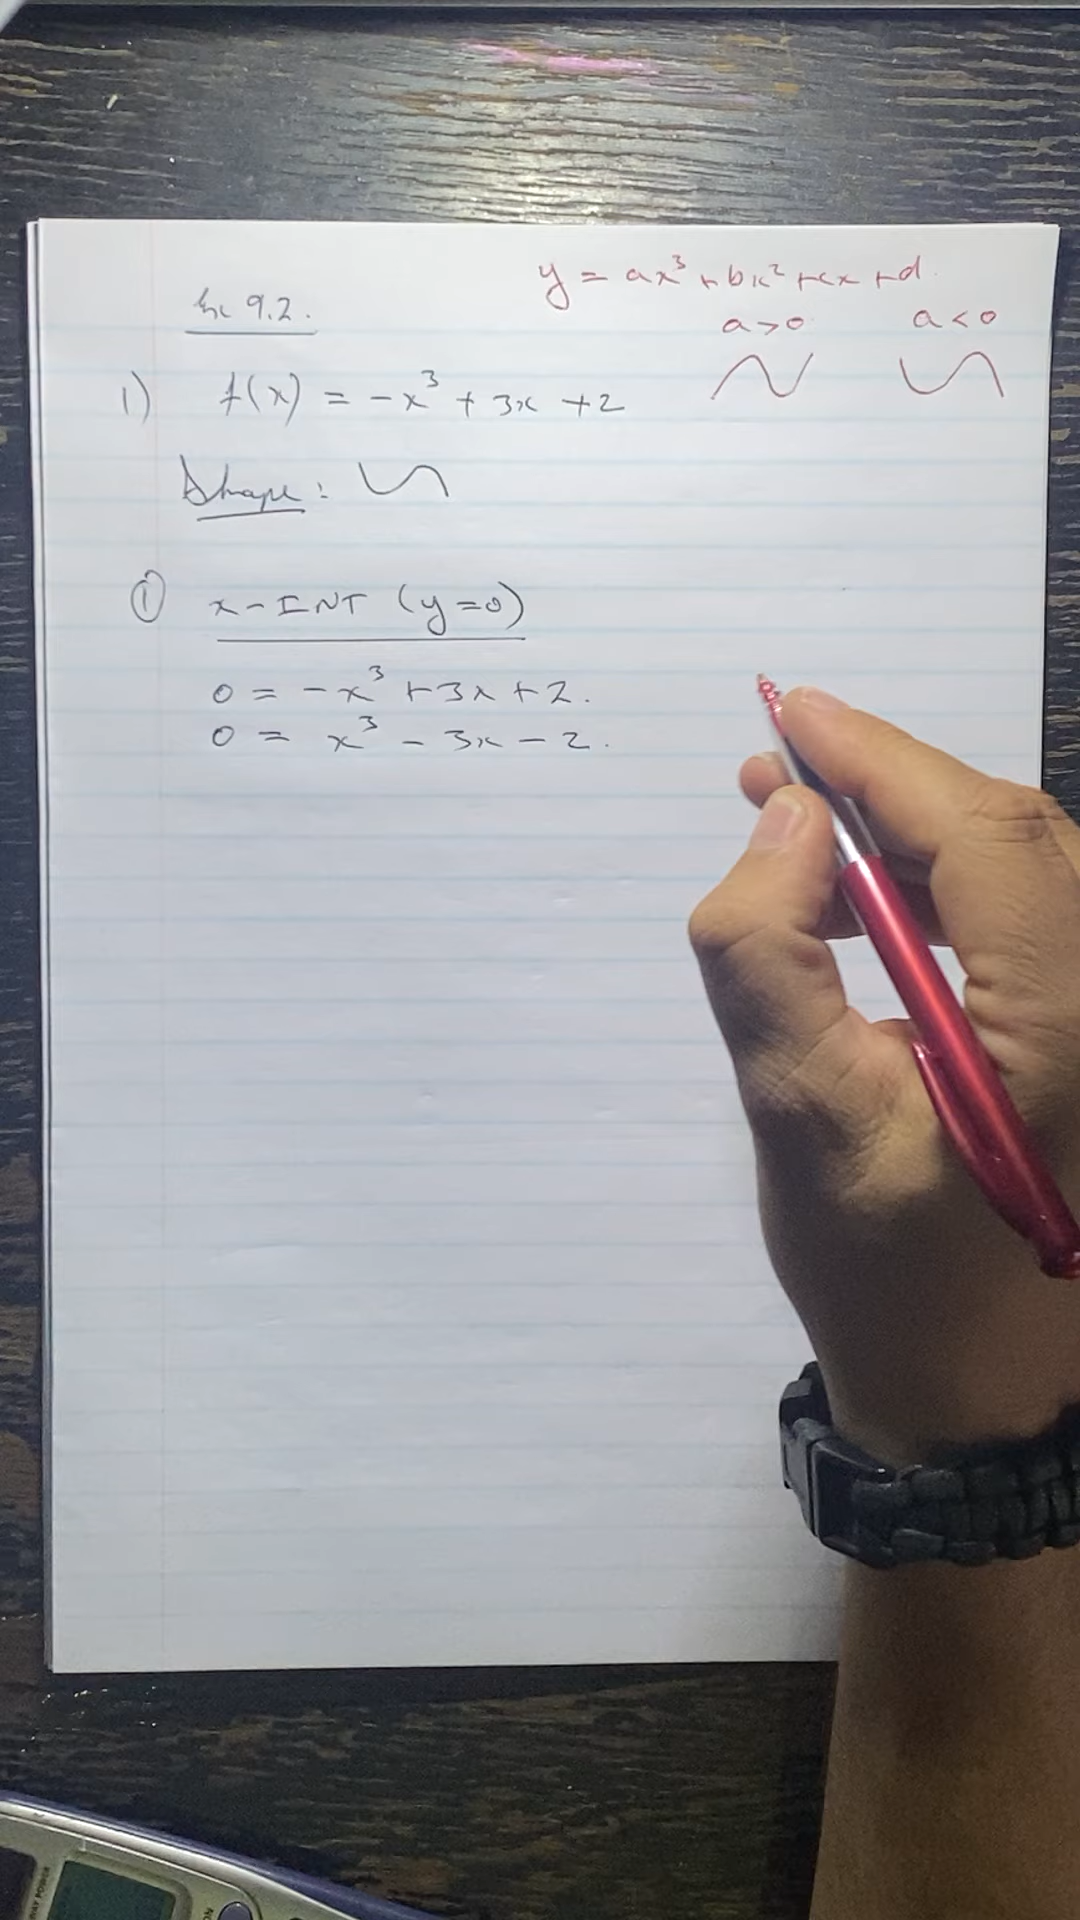 Ex 9.2.
y = ax³ + bx² + cx + d.
a > 0
a < 0
1) f(x) = -x³ + 3x + 2
Shape:
① x-INT (y=0)
0 = -x³ + 3x + 2.
0 = x³ - 3x - 2.